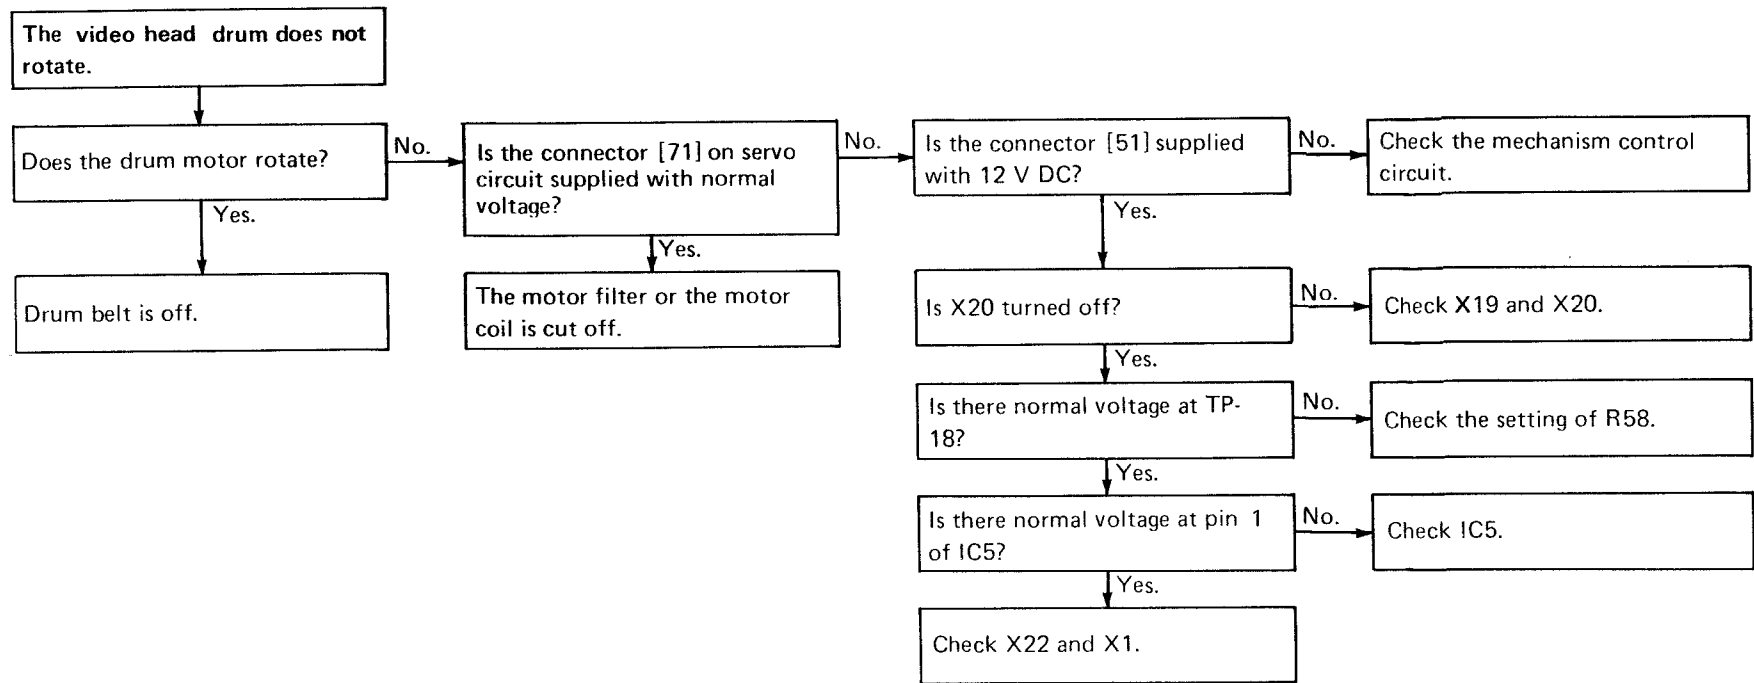 The video head drum does not
rotate.
Does the drum motor rotate?
No.
Is the connector [71] on servo
circuit supplied with normal
voltage?
No.
Is the connector [51] supplied
with 12 V DC?
No.
Check the mechanism control
circuit.
Yes.
Yes.
Yes.
Drum belt is off.
The motor filter or the motor
coil is cut off.
Is X20 turned off?
No.
Check X19 and X20.
Yes.
Is there normal voltage at TP-
18?
No.
Check the setting of R58.
Yes.
Is there normal voltage at pin 1
of IC5?
No.
Check IC5.
Yes.
Check X22 and X1.